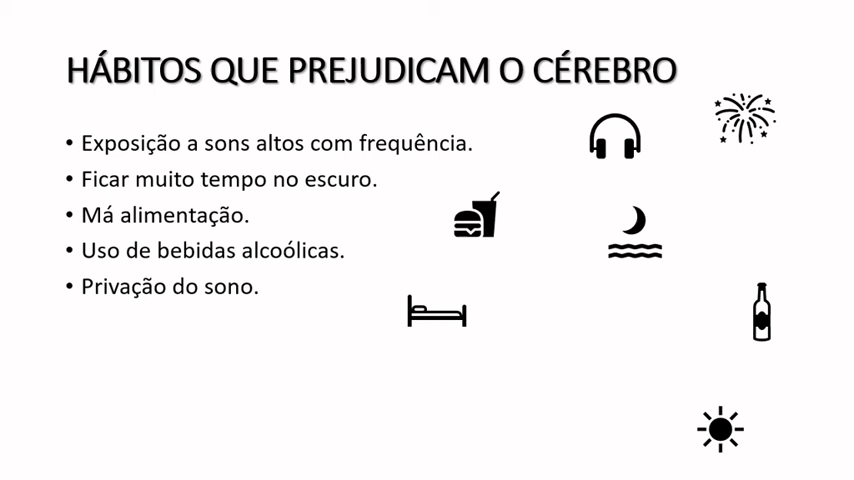 HÁBITOS QUE PREJUDICAM O CÉREBRO
• Exposição a sons altos com frequência.
• Ficar muito tempo no escuro.
• Má alimentação.
• Uso de bebidas alcoólicas.
• Privação do sono.